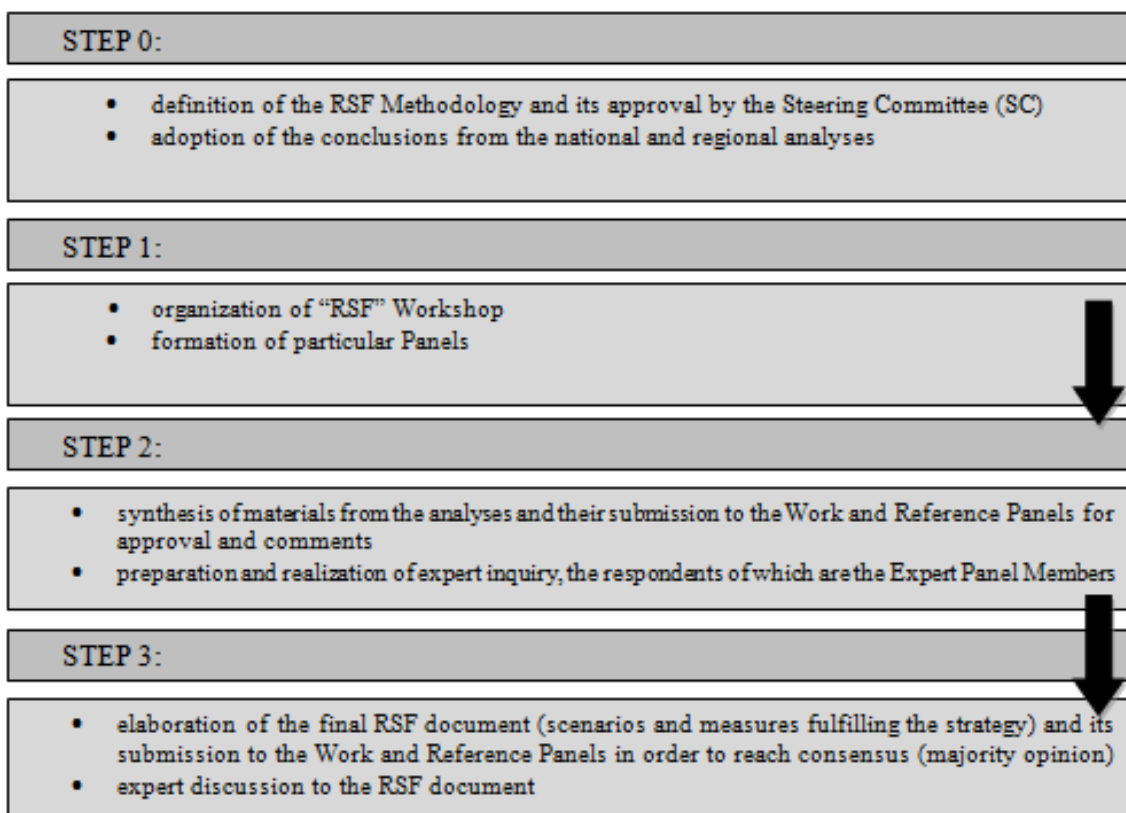 STEP 0:
• definition of the RSF Methodology and its approval by the Steering Committee (SC)
• adoption of the conclusions from the national and regional analyses
STEP 1:
• organization of “RSF” Workshop
• formation of particular Panels
STEP 2:
• synthesis of materials from the analyses and their submission to the Work and Reference Panels for
approval and comments
• preparation and realization of expert inquiry, the respondents of which are the Expert Panel Members
STEP 3:
• elaboration of the final RSF document (scenarios and measures fulfilling the strategy) and its
submission to the Work and Reference Panels in order to reach consensus (majority opinion)
• expert discussion to the RSF document